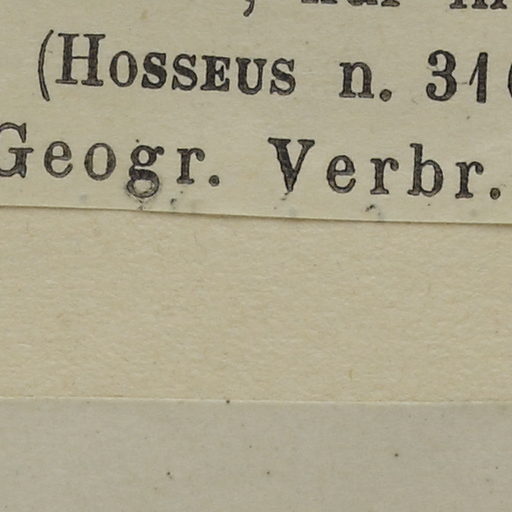 (HOSSEUS n. 31
Geogr. Verbr.